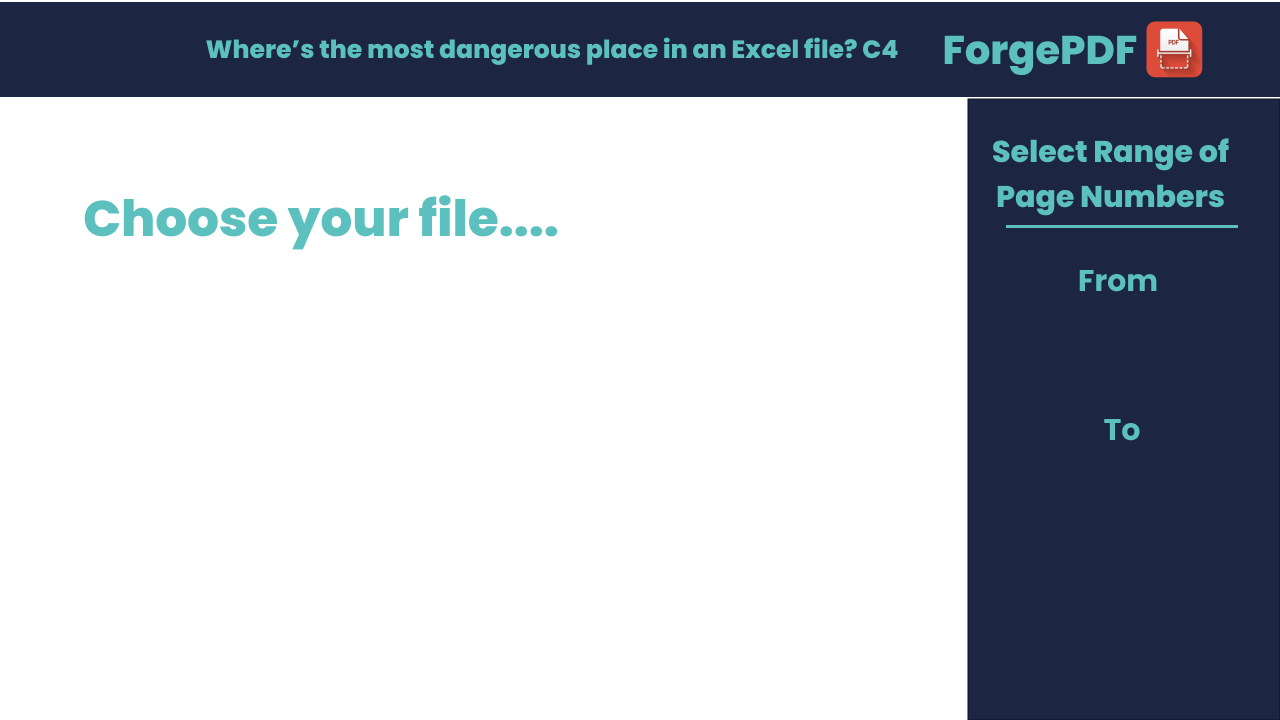 Where’s the most dangerous place in an Excel file? C4
ForgePDF
PDF
Select Range of
Page Numbers
Choose your file....
From
To